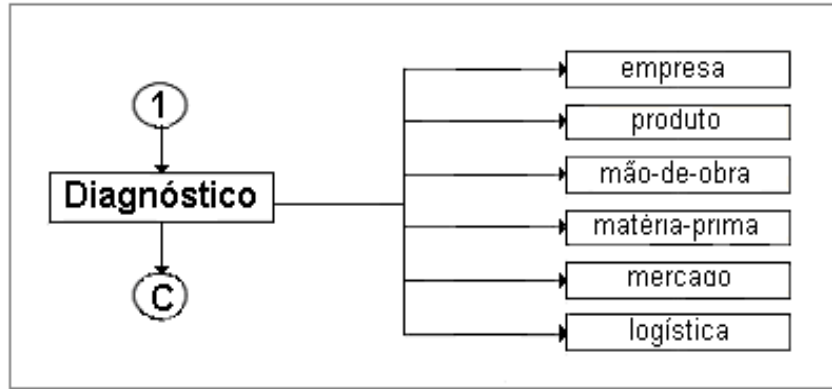 1
Diagnóstico
C
empresa
produto
mão-de-obra
matéria-prima
mercado
logística